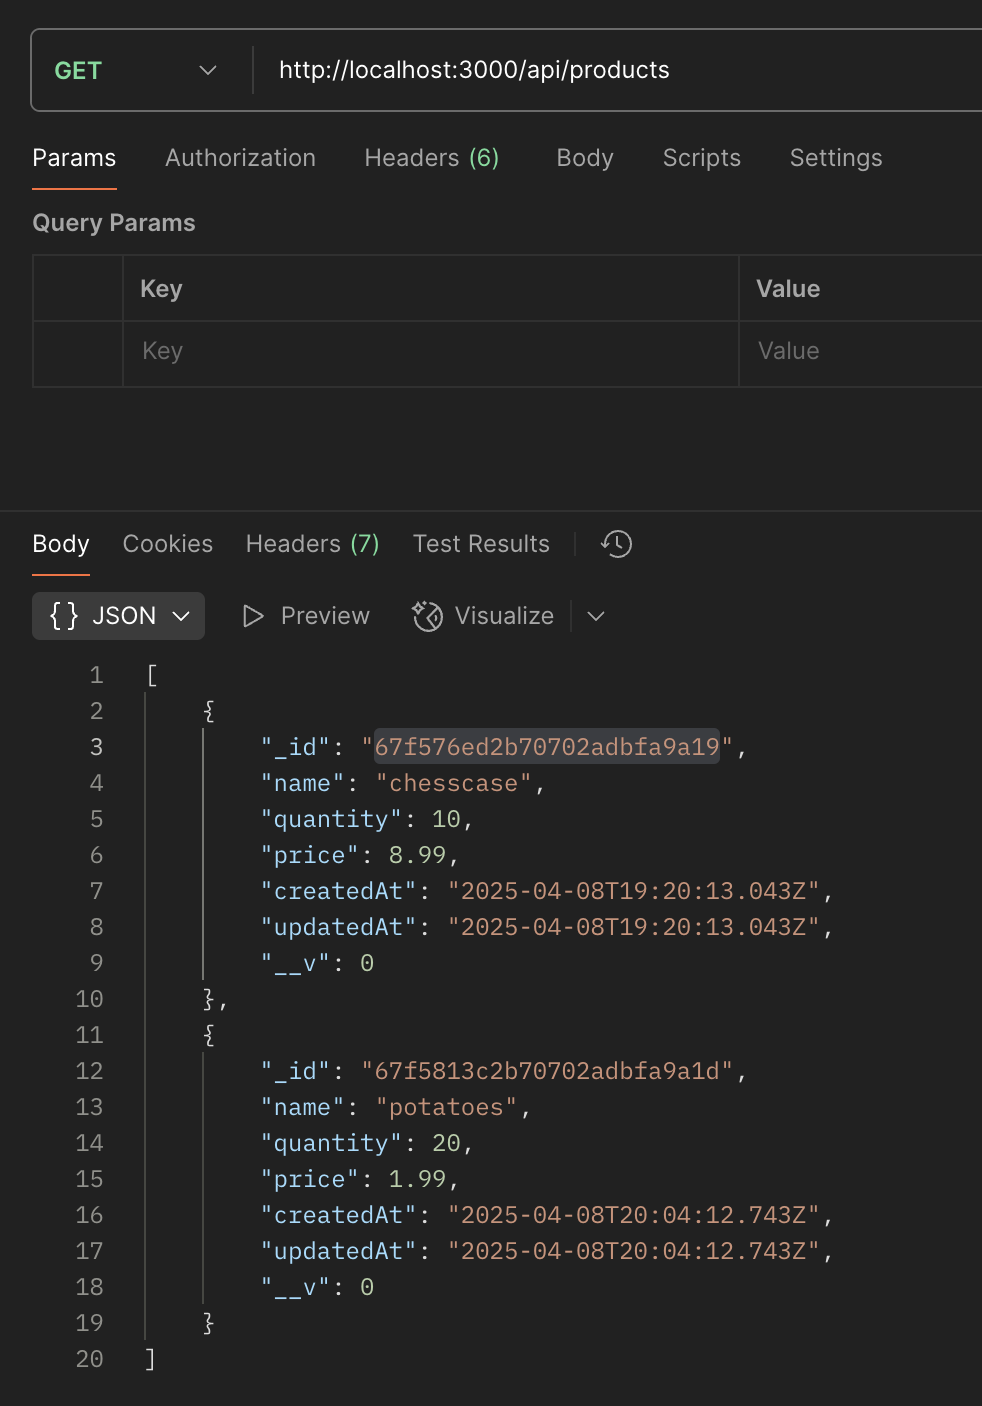 GET http://localhost:3000/api/products
Params Authorization Headers (6) Body Scripts Settings
Query Params
Key Value
Key Value
Body Cookies Headers (7) Test Results
{} JSON Preview Visualize
1 [
2 {
3 "_id": "67f576ed2b70702adbfa9a19",
4 "name": "chesscase",
5 "quantity": 10,
6 "price": 8.99,
7 "createdAt": "2025-04-08T19:20:13.043Z",
8 "updatedAt": "2025-04-08T19:20:13.043Z",
9 "__v": 0
10 },
11 {
12 "_id": "67f5813c2b70702adbfa9a1d",
13 "name": "potatoes",
14 "quantity": 20,
15 "price": 1.99,
16 "createdAt": "2025-04-08T20:04:12.743Z",
17 "updatedAt": "2025-04-08T20:04:12.743Z",
18 "__v": 0
19 }
20 ]